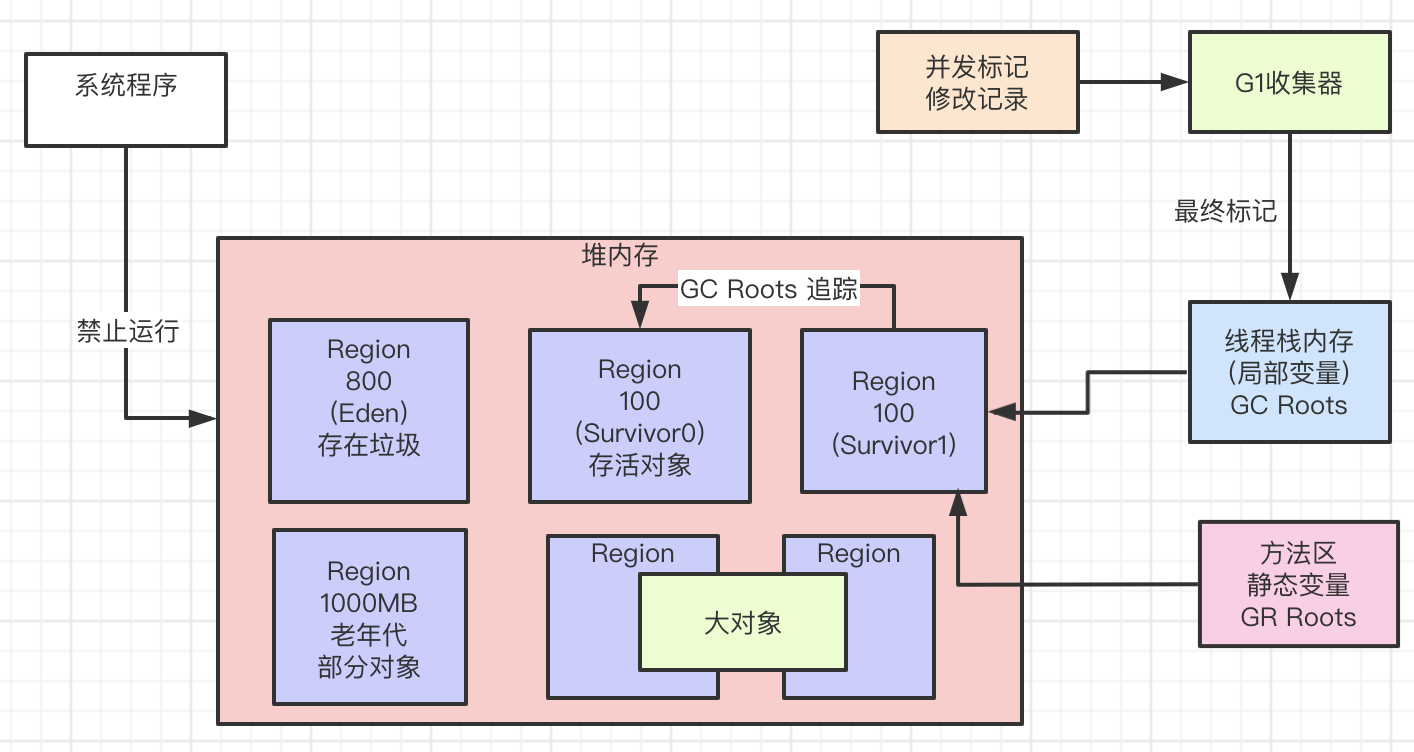 系统程序
并发标记
修改记录
G1收集器
最终标记
禁止运行
堆内存
GC Roots 追踪
Region
800
(Eden)
存在垃圾
Region
100
(Survivor0)
存活对象
Region
100
(Survivor1)
线程栈内存
(局部变量)
GC Roots
Region
1000MB
老年代
部分对象
Region
Region
大对象
方法区
静态变量
GR Roots